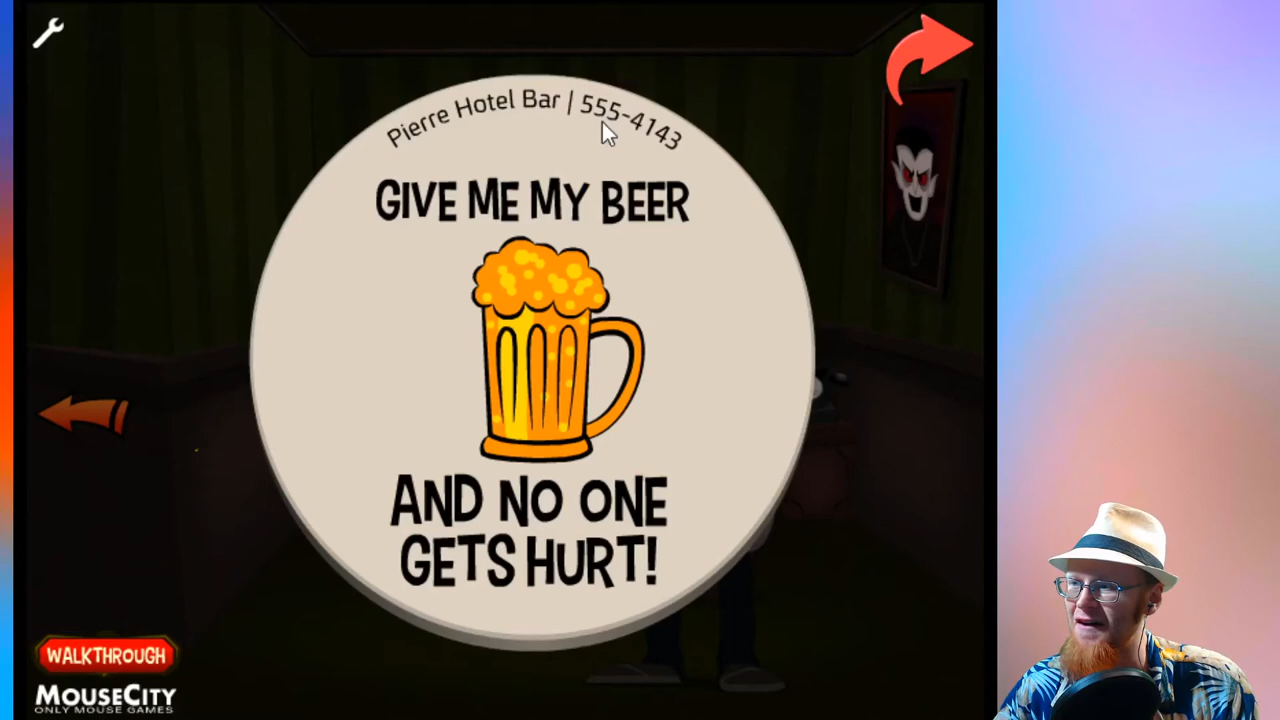 Pierre Hotel Bar | 555-4143
GIVE ME MY BEER
AND NO ONE
GETS HURT!
WALKTHROUGH
MOUSECITY
ONLY MOUSE GAMES